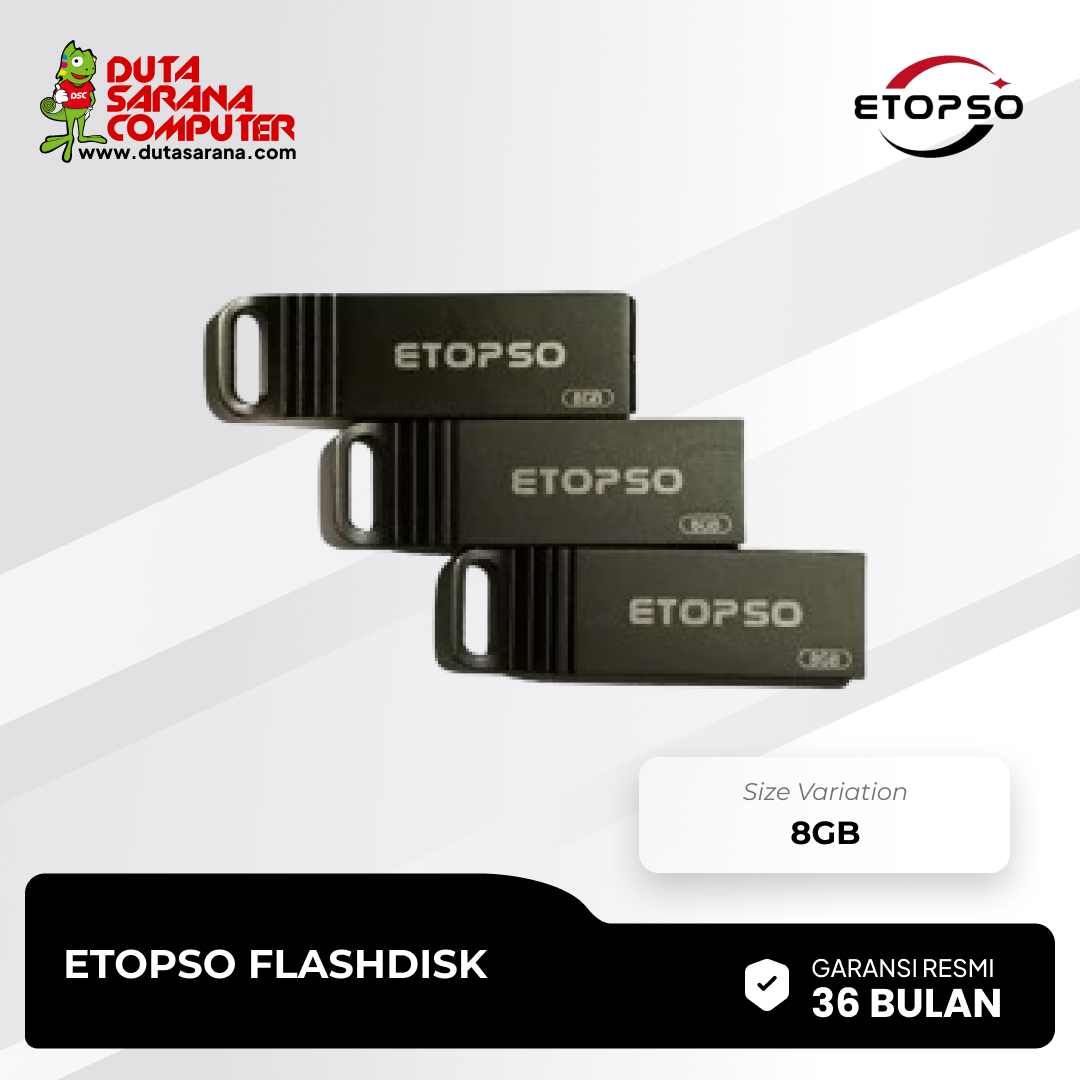 DUTA
SARANA
COMPUTER
DSC
www.dutasarana.com
ETOPSO
ETOPSO
8GB
ETOPSO
8GB
ETOPSO
8GB
Size Variation
8GB
ETOPSO FLASHDISK
GARANSI RESMI
36 BULAN